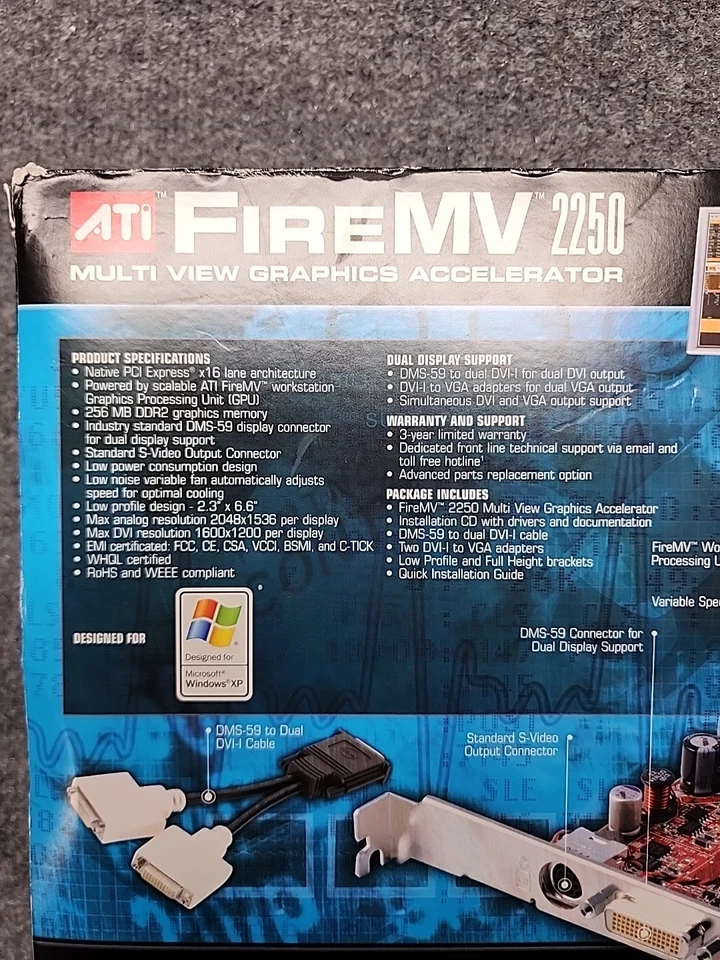 ATI™ FIREMV™ 2250
MULTI VIEW GRAPHICS ACCELERATOR
PRODUCT SPECIFICATIONS
• Native PCI Express® x16 lane architecture
• Powered by scalable ATI FireMV™ workstation
Graphics Processing Unit (GPU)
• 256 MB DDR2 graphics memory
• Industry standard DMS-59 display connector
for dual display support
• Standard S-Video Output Connector
• Low power consumption design
• Low noise variable fan automatically adjusts
speed for optimal cooling
• Low profile design - 2.3" x 6.6"
• Max analog resolution 2048x1536 per display
• Max DVI resolution 1600x1200 per display
• EMI certificated: FCC, CE, CSA, VCCI, BSMI, and C-TICK
• WHQL certified
• RoHS and WEEE compliant
DESIGNED FOR
Designed for
Microsoft®
Windows® XP
DUAL DISPLAY SUPPORT
• DMS-59 to dual DVI-I for dual DVI output
• DVI-I to VGA adapters for dual VGA output
• Simultaneous DVI and VGA output support
WARRANTY AND SUPPORT
• 3-year limited warranty
• Dedicated front line technical support via email and
toll free hotline¹
• Advanced parts replacement option
PACKAGE INCLUDES
• FireMV™ 2250 Multi View Graphics Accelerator
• Installation CD with drivers and documentation
• DMS-59 to dual DVI-I cable
• Two DVI-I to VGA adapters
• Low Profile and Full Height brackets
• Quick Installation Guide
FireMV™ Wo
Processing U
Variable Spe
DMS-59 Connector for
Dual Display Support
DMS-59 to Dual
DVI-I Cable
Standard S-Video
Output Connector